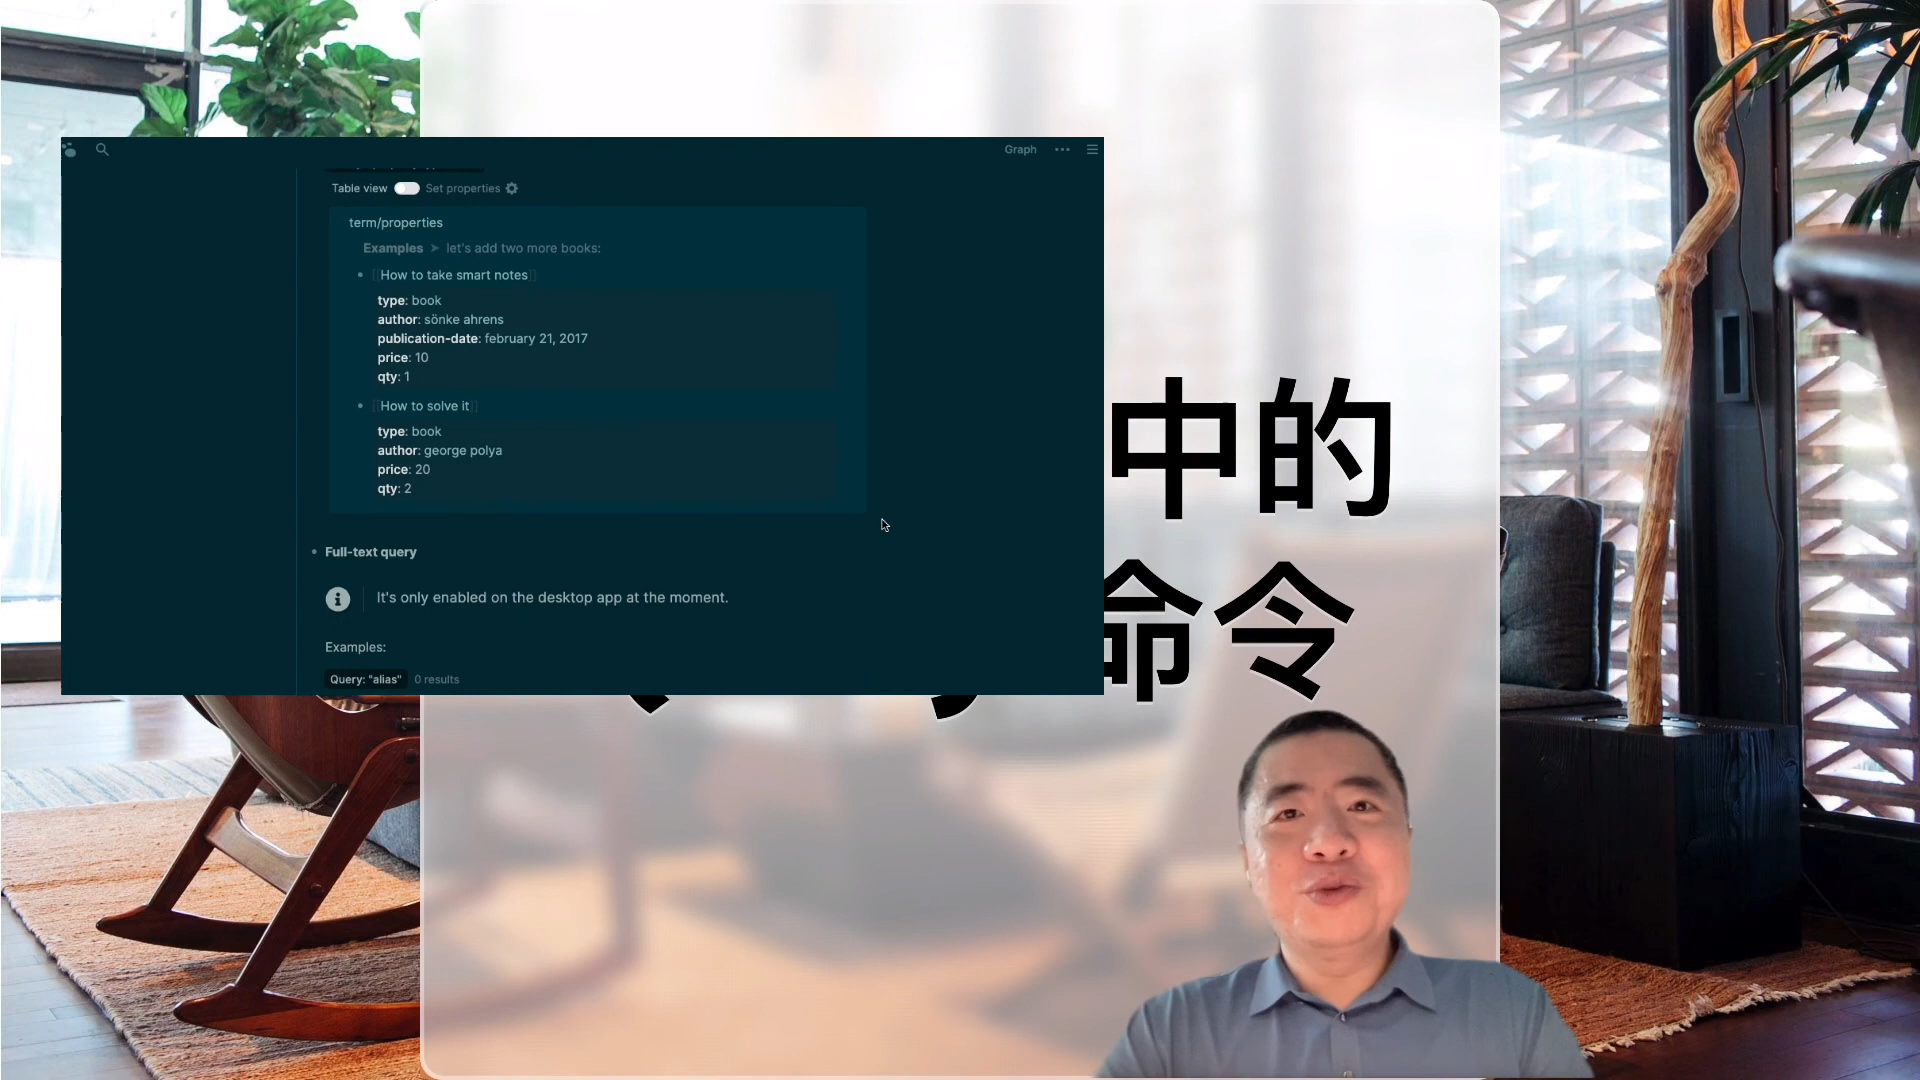 Graph
Table view Set properties
term/properties
Examples ➤ let's add two more books:
[[How to take smart notes]]
type: book
author: sönke ahrens
publication-date: february 21, 2017
price: 10
qty: 1
[[How to solve it]]
type: book
author: george polya
price: 20
qty: 2
Full-text query
It's only enabled on the desktop app at the moment.
Examples:
Query: "alias" 0 results
中的
命令